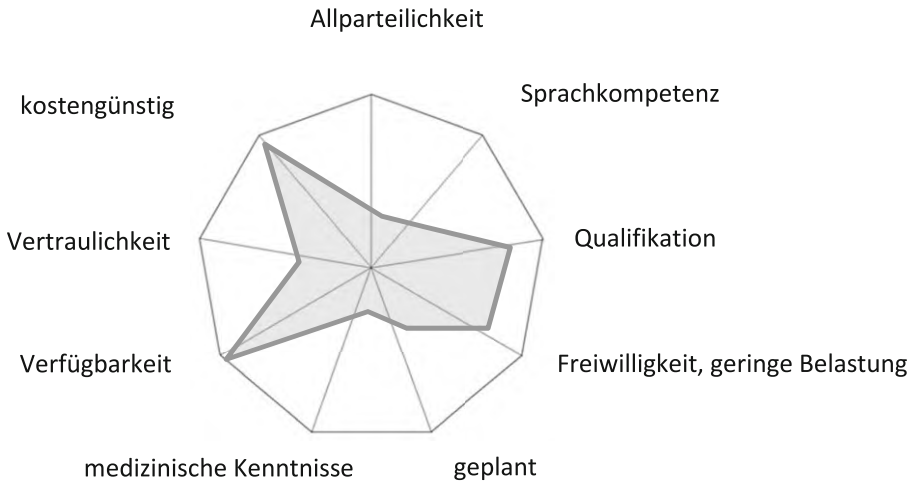 Allparteilichkeit
Sprachkompetenz
kostengünstig
Vertraulichkeit
Qualifikation
Verfügbarkeit
Freiwilligkeit, geringe Belastung
medizinische Kenntnisse
geplant